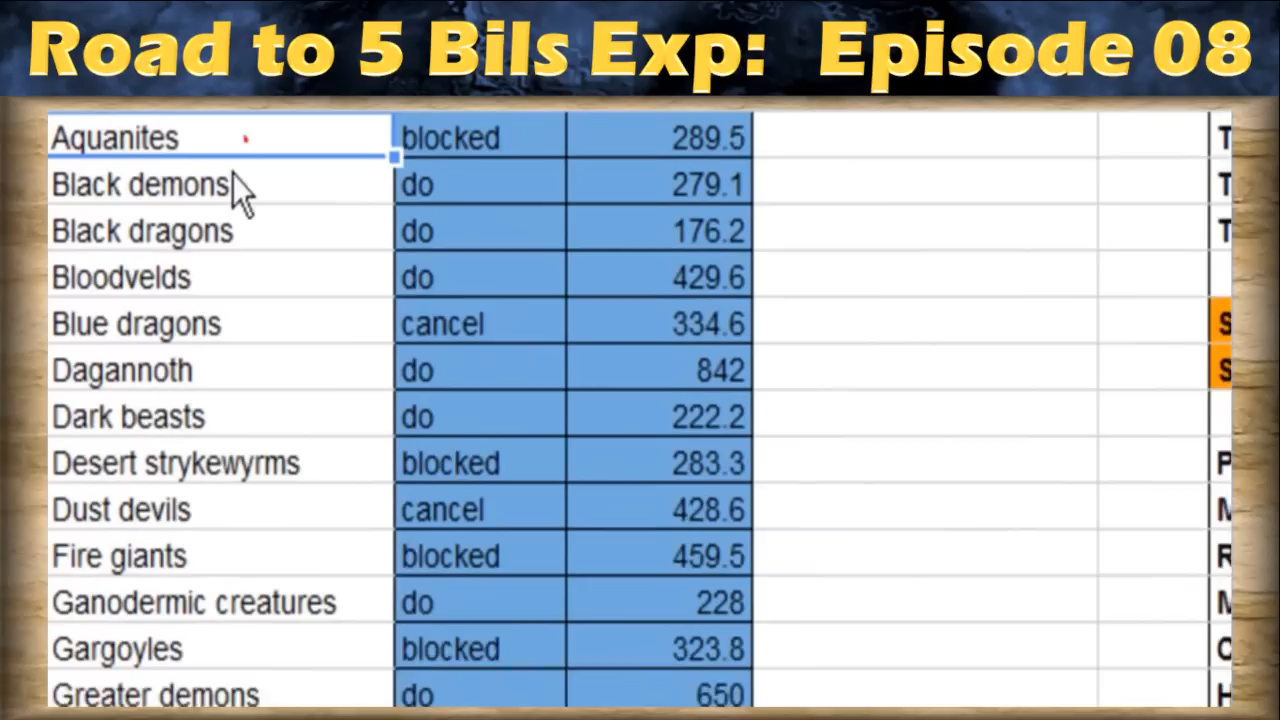 Road to 5 Bils Exp: Episode 08
Aquanites blocked 289.5 T
Black demons do 279.1 T
Black dragons do 176.2 T
Bloodvelds do 429.6
Blue dragons cancel 334.6 S
Dagannoth do 842 S
Dark beasts do 222.2
Desert strykewyrms blocked 283.3 P
Dust devils cancel 428.6
Fire giants blocked 459.5 R
Ganodermic creatures do 228
Gargoyles blocked 323.8
Greater demons do 650 H